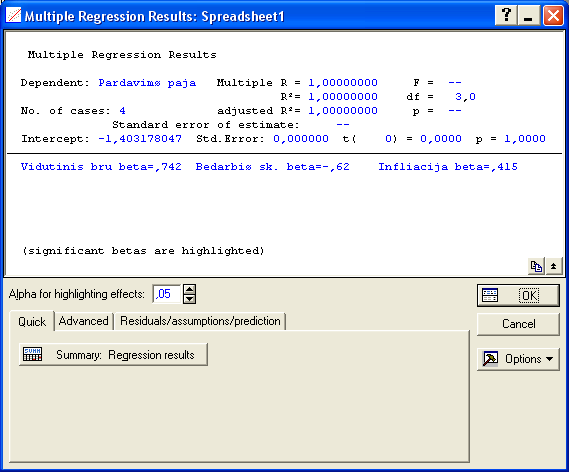 Multiple Regression Results: Spreadsheet1
Multiple Regression Results
Dependent: Pardavimø paja Multiple R = 1,00000000 F = --
R²= 1,00000000 df = 3,0
No. of cases: 4 adjusted R²= 1,00000000 p = --
Standard error of estimate: --
Intercept: -1,403178047 Std.Error: 0,000000 t( 0) = 0,0000 p = 1,0000
Vidutinis bru beta=,742 Bedarbiø sk. beta=-,62 Infliacija beta=,415
(significant betas are highlighted)
Alpha for highlighting effects: ,05
OK
Quick Advanced Residuals/assumptions/prediction
Cancel
Summary: Regression results
Options